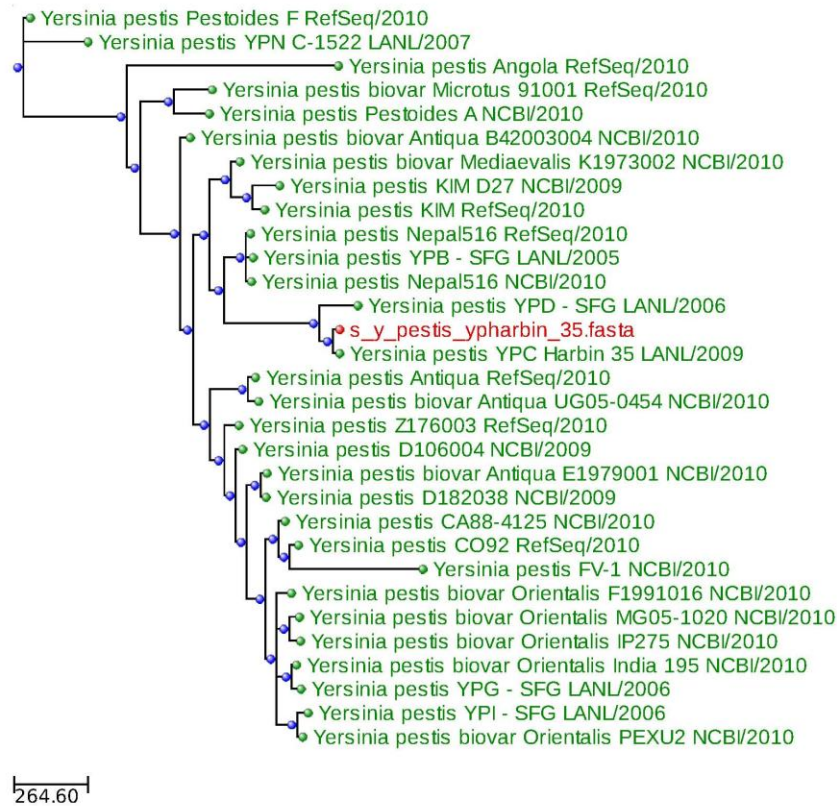 Yersinia pestis Pestoides F RefSeq/2010
Yersinia pestis YPN C-1522 LANL/2007
Yersinia pestis Angola RefSeq/2010
Yersinia pestis biovar Microtus 91001 RefSeq/2010
Yersinia pestis Pestoides A NCBI/2010
Yersinia pestis biovar Antiqua B42003004 NCBI/2010
Yersinia pestis biovar Mediaevalis K1973002 NCBI/2010
Yersinia pestis KIM D27 NCBI/2009
Yersinia pestis KIM RefSeq/2010
Yersinia pestis Nepal516 RefSeq/2010
Yersinia pestis YPB - SFG LANL/2005
Yersinia pestis Nepal516 NCBI/2010
Yersinia pestis YPD - SFG LANL/2006
s_y_pestis_ypharbin_35.fasta
Yersinia pestis YPC Harbin 35 LANL/2009
Yersinia pestis Antiqua RefSeq/2010
Yersinia pestis biovar Antiqua UG05-0454 NCBI/2010
Yersinia pestis Z176003 RefSeq/2010
Yersinia pestis D106004 NCBI/2009
Yersinia pestis biovar Antiqua E1979001 NCBI/2010
Yersinia pestis D182038 NCBI/2009
Yersinia pestis CA88-4125 NCBI/2010
Yersinia pestis CO92 RefSeq/2010
Yersinia pestis FV-1 NCBI/2010
Yersinia pestis biovar Orientalis F1991016 NCBI/2010
Yersinia pestis biovar Orientalis MG05-1020 NCBI/2010
Yersinia pestis biovar Orientalis IP275 NCBI/2010
Yersinia pestis biovar Orientalis India 195 NCBI/2010
Yersinia pestis YPG - SFG LANL/2006
Yersinia pestis YPI - SFG LANL/2006
Yersinia pestis biovar Orientalis PEXU2 NCBI/2010
264.60